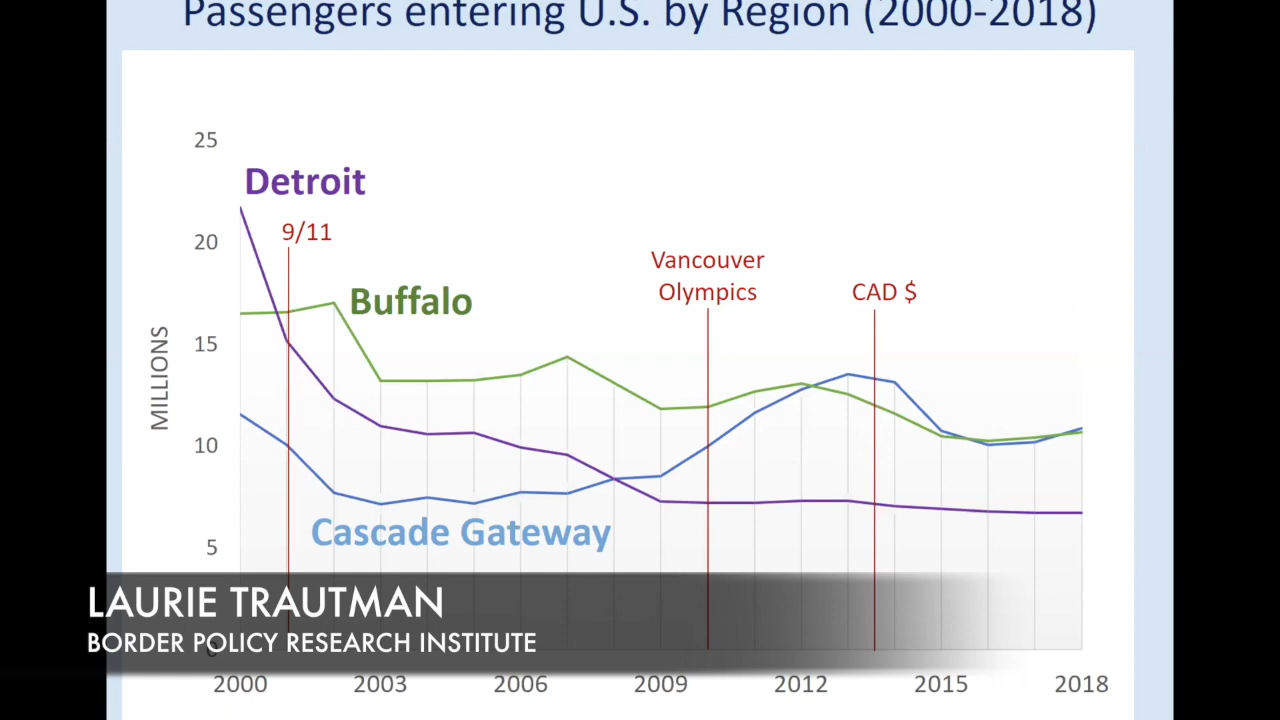 Passengers entering U.S. by Region (2000-2018)
25
Detroit
9/11
20
Vancouver
Olympics
CAD $
Buffalo
15
MILLIONS
10
Cascade Gateway
5
LAURIE TRAUTMAN
BORDER POLICY RESEARCH INSTITUTE
0
2000 2003 2006 2009 2012 2015 2018